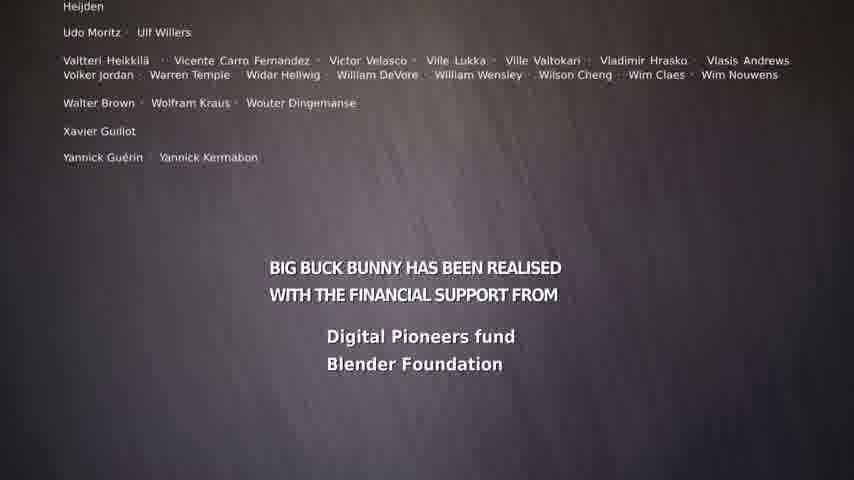 Heijden
Udo Moritz · Ulf Willers
Valtteri Heikkilä · Vicente Carro Fernandez · Victor Velasco · Ville Lukka · Ville Valtokari · Vladimir Hrasko · Vlasis Andrews
Volker Jordan · Warren Temple · Widar Hellwig · William DeVore · William Wensley · Wilson Cheng · Wim Claes · Wim Nouwens
Walter Brown · Wolfram Kraus · Wouter Dingemanse
Xavier Guillot
Yannick Guérin · Yannick Kermabon
BIG BUCK BUNNY HAS BEEN REALISED
WITH THE FINANCIAL SUPPORT FROM
Digital Pioneers fund
Blender Foundation